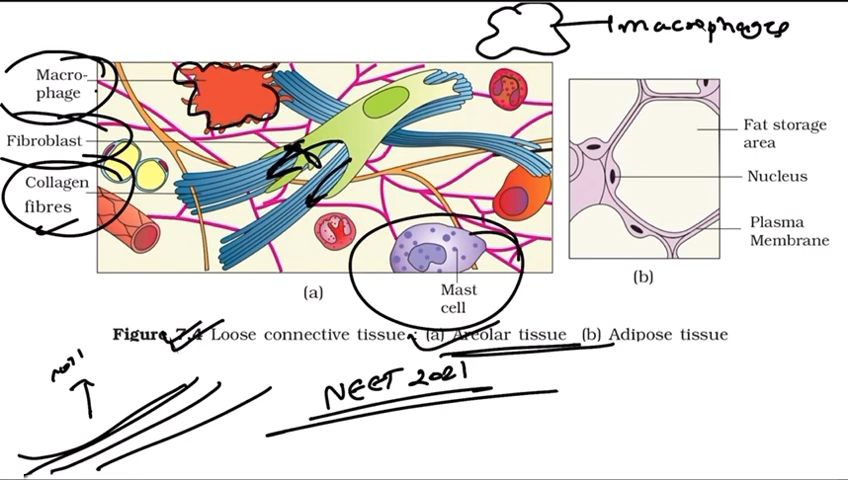 macrophages
Macro-
phage
Fibroblast
Collagen
fibres
Mast
cell
(a)
Fat storage
area
Nucleus
Plasma
Membrane
(b)
Figure 7.4 Loose connective tissue : (a) Areolar tissue (b) Adipose tissue
NEET 2021